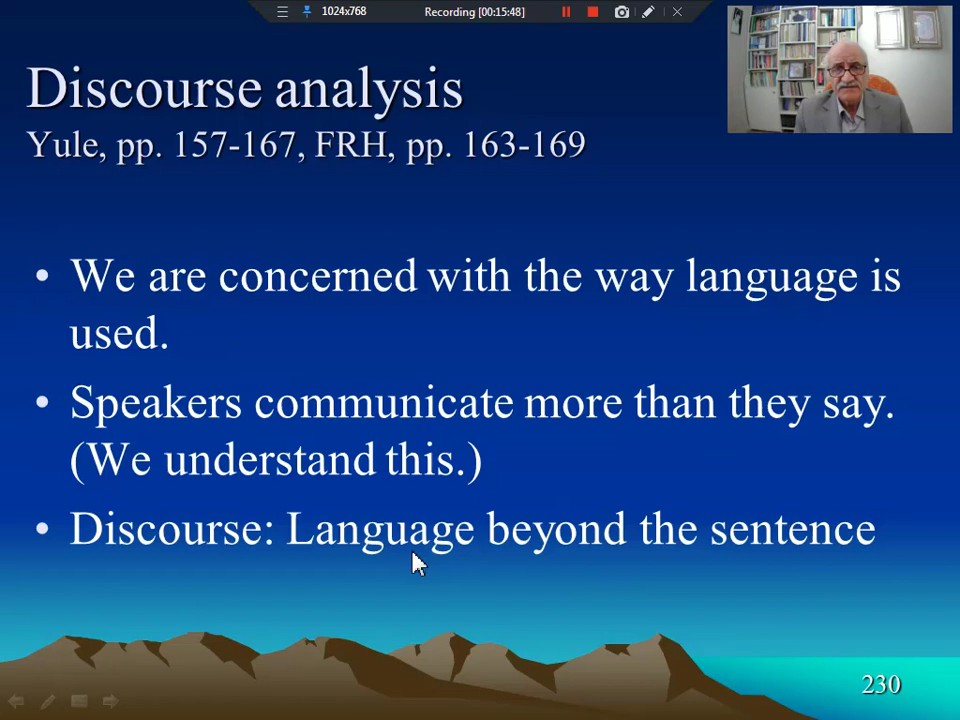 1024x768
Recording [00:15:48]
Discourse analysis
Yule, pp. 157-167, FRH, pp. 163-169
• We are concerned with the way language is
used.
• Speakers communicate more than they say.
(We understand this.)
• Discourse: Language beyond the sentence
230